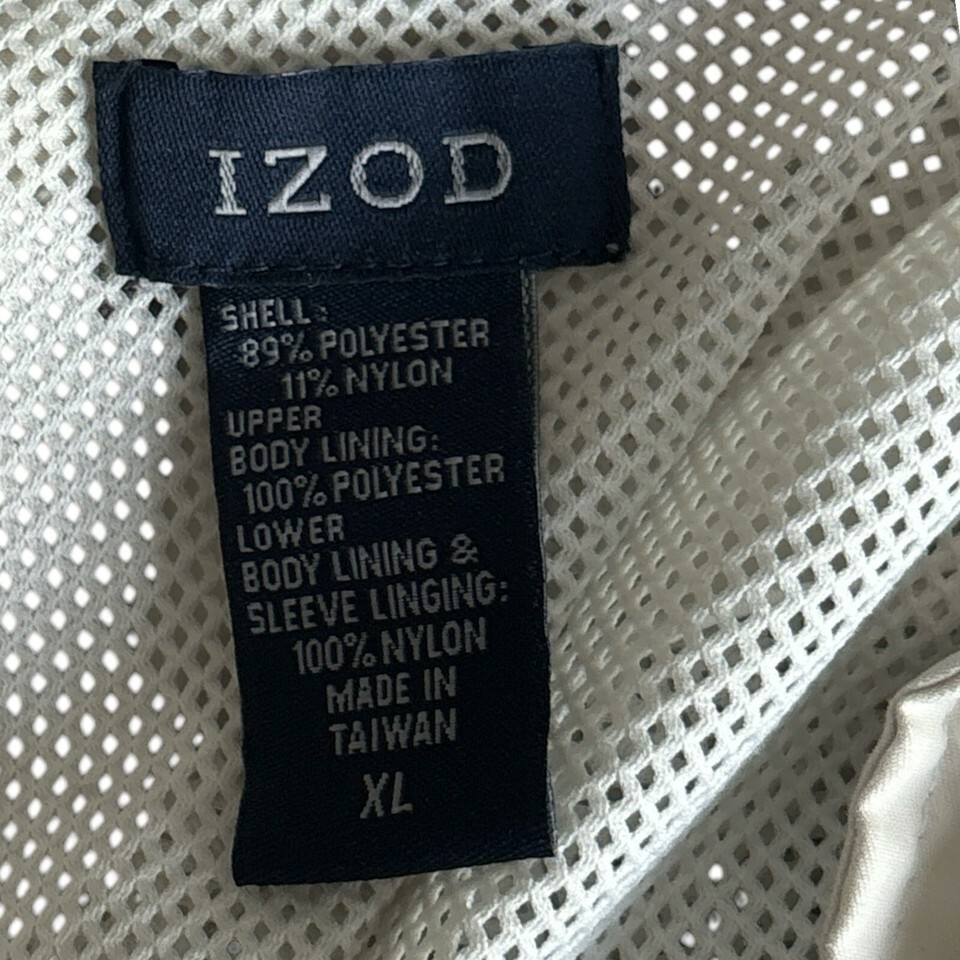 IZOD
SHELL:
89% POLYESTER
11% NYLON
UPPER
BODY LINING:
100% POLYESTER
LOWER
BODY LINING &
SLEEVE LINGING:
100% NYLON
MADE IN
TAIWAN
XL